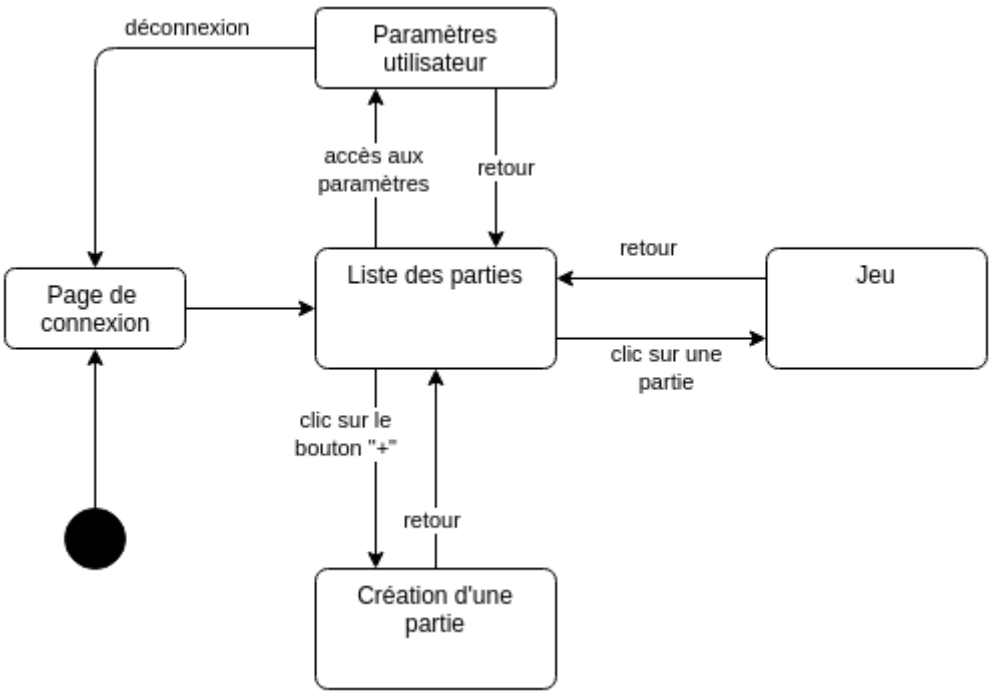 déconnexion
Paramètres
utilisateur
accès aux
paramètres
retour
Page de
connexion
Liste des parties
retour
Jeu
clic sur une
partie
clic sur le
bouton "+"
retour
Création d'une
partie